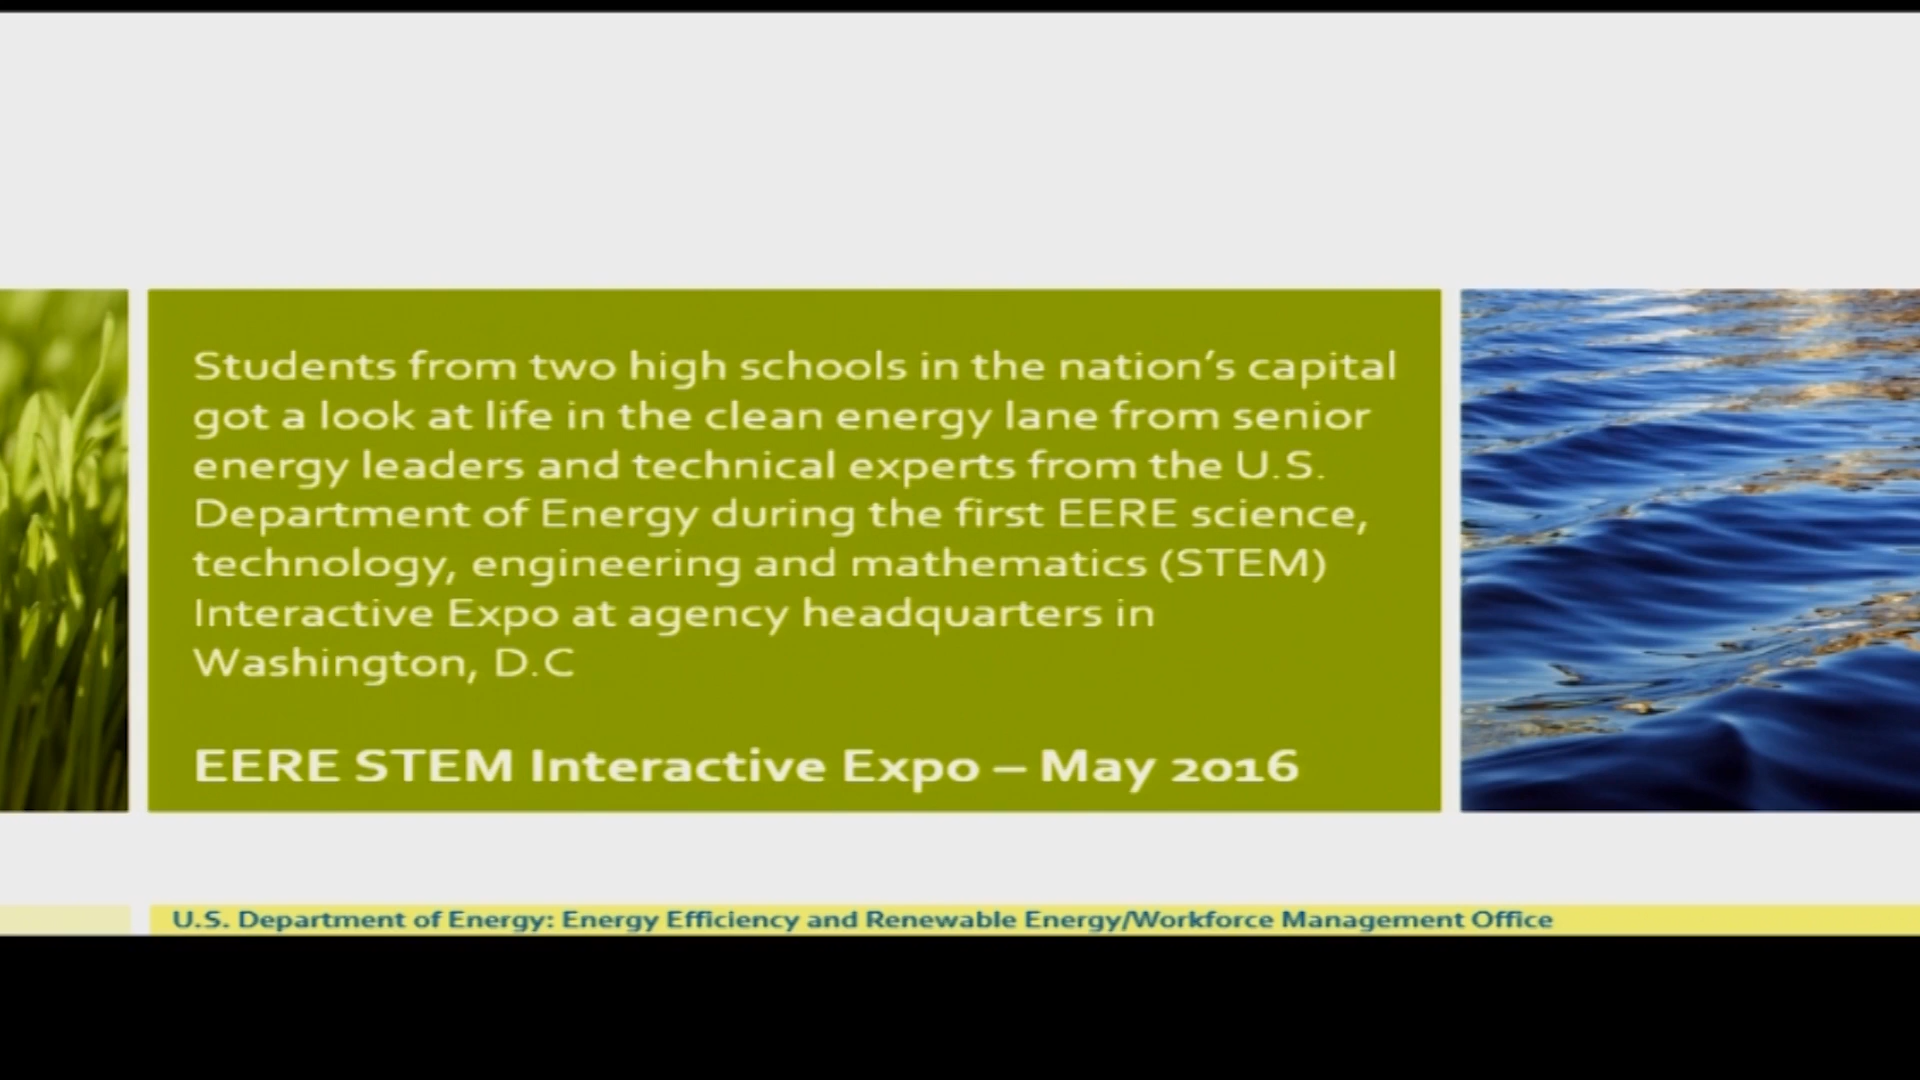 Students from two high schools in the nation’s capital
got a look at life in the clean energy lane from senior
energy leaders and technical experts from the U.S.
Department of Energy during the first EERE science,
technology, engineering and mathematics (STEM)
Interactive Expo at agency headquarters in
Washington, D.C
EERE STEM Interactive Expo – May 2016
U.S. Department of Energy: Energy Efficiency and Renewable Energy/Workforce Management Office